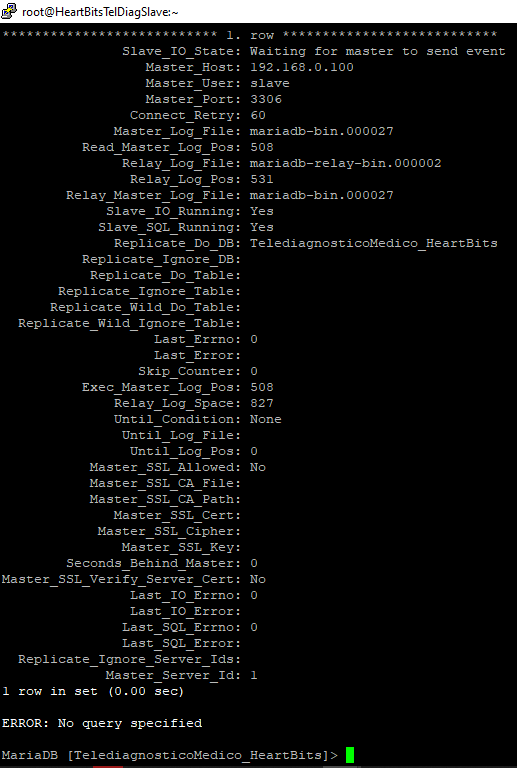 root@HeartBitsTelDiagSlave:~
*************************** 1. row ***************************
Slave_IO_State: Waiting for master to send event
Master_Host: 192.168.0.100
Master_User: slave
Master_Port: 3306
Connect_Retry: 60
Master_Log_File: mariadb-bin.000027
Read_Master_Log_Pos: 508
Relay_Log_File: mariadb-relay-bin.000002
Relay_Log_Pos: 531
Relay_Master_Log_File: mariadb-bin.000027
Slave_IO_Running: Yes
Slave_SQL_Running: Yes
Replicate_Do_DB: TelediagnosticoMedico_HeartBits
Replicate_Ignore_DB:
Replicate_Do_Table:
Replicate_Ignore_Table:
Replicate_Wild_Do_Table:
Replicate_Wild_Ignore_Table:
Last_Errno: 0
Last_Error:
Skip_Counter: 0
Exec_Master_Log_Pos: 508
Relay_Log_Space: 827
Until_Condition: None
Until_Log_File:
Until_Log_Pos: 0
Master_SSL_Allowed: No
Master_SSL_CA_File:
Master_SSL_CA_Path:
Master_SSL_Cert:
Master_SSL_Cipher:
Master_SSL_Key:
Seconds_Behind_Master: 0
Master_SSL_Verify_Server_Cert: No
Last_IO_Errno: 0
Last_IO_Error:
Last_SQL_Errno: 0
Last_SQL_Error:
Replicate_Ignore_Server_Ids:
Master_Server_Id: 1
1 row in set (0.00 sec)
ERROR: No query specified
MariaDB [TelediagnosticoMedico_HeartBits]>